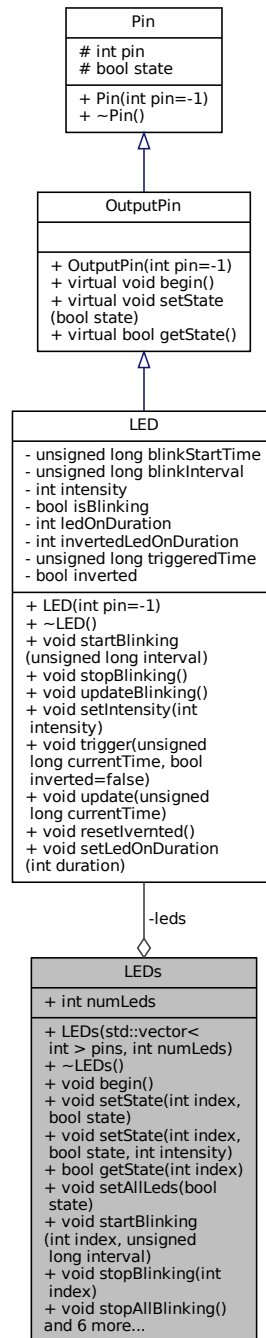 Pin
# int pin
# bool state
+ Pin(int pin=-1)
+ ~Pin()
OutputPin
+ OutputPin(int pin=-1)
+ virtual void begin()
+ virtual void setState
(bool state)
+ virtual bool getState()
LED
- unsigned long blinkStartTime
- unsigned long blinkInterval
- int intensity
- bool isBlinking
- int ledOnDuration
- int invertedLedOnDuration
- unsigned long triggeredTime
- bool inverted
+ LED(int pin=-1)
+ ~LED()
+ void startBlinking
(unsigned long interval)
+ void stopBlinking()
+ void updateBlinking()
+ void setIntensity(int
intensity)
+ void trigger(unsigned
long currentTime, bool
inverted=false)
+ void update(unsigned
long currentTime)
+ void resetIvernted()
+ void setLedOnDuration
(int duration)
-leds
LEDs
+ int numLeds
+ LEDs(std::vector<
int > pins, int numLeds)
+ ~LEDs()
+ void begin()
+ void setState(int index,
bool state)
+ void setState(int index,
bool state, int intensity)
+ bool getState(int index)
+ void setAllLeds(bool
state)
+ void startBlinking
(int index, unsigned
long interval)
+ void stopBlinking(int
index)
+ void stopAllBlinking()
and 6 more...